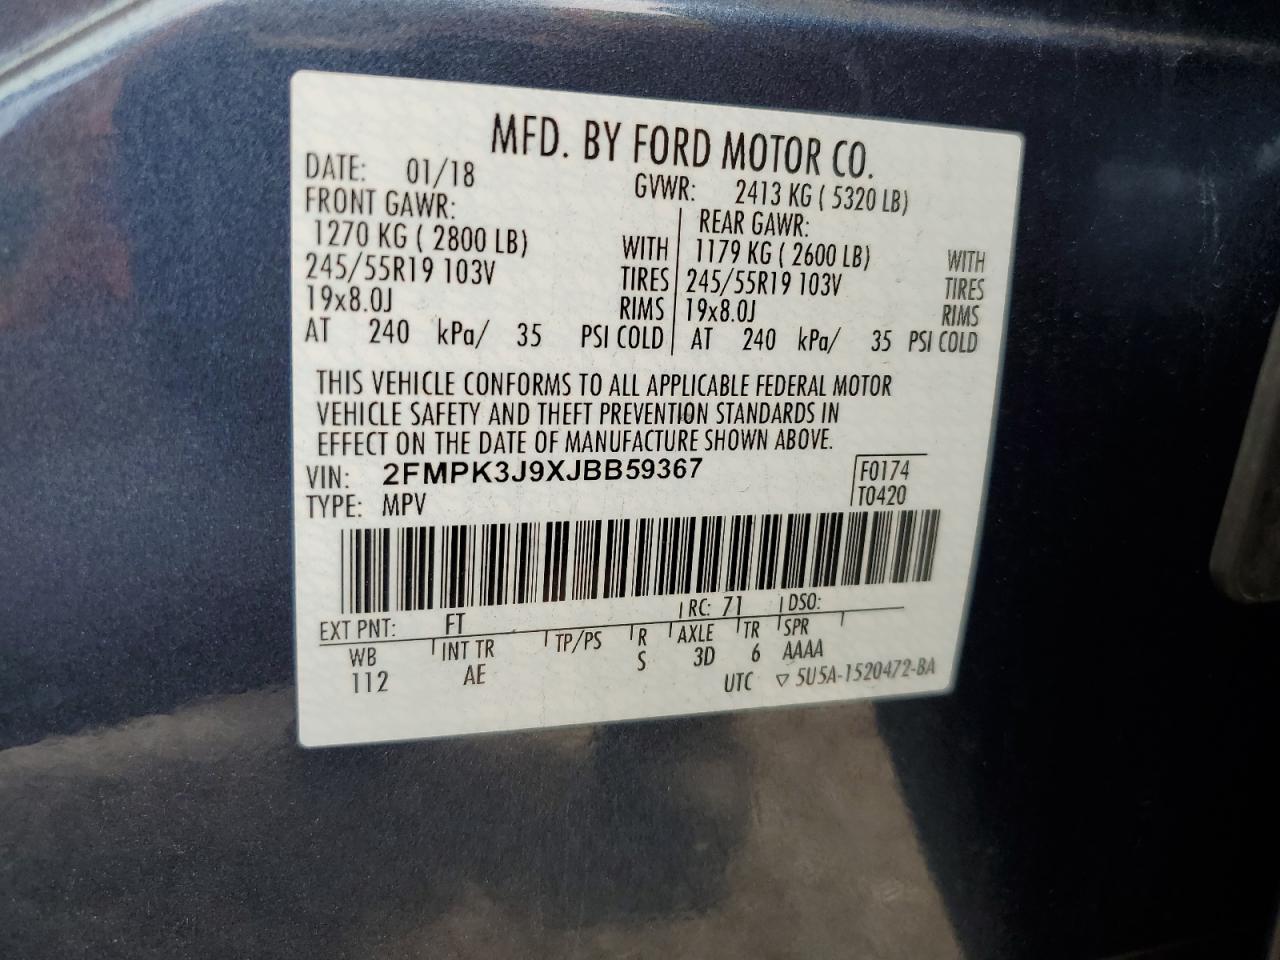 MFD. BY FORD MOTOR CO.
DATE: 01/18 GVWR: 2413 KG ( 5320 LB)
FRONT GAWR: REAR GAWR:
1270 KG ( 2800 LB) WITH 1179 KG ( 2600 LB) WITH
245/55R19 103V TIRES 245/55R19 103V TIRES
19x8.0J RIMS 19x8.0J RIMS
AT 240 kPa/ 35 PSI COLD AT 240 kPa/ 35 PSI COLD
THIS VEHICLE CONFORMS TO ALL APPLICABLE FEDERAL MOTOR
VEHICLE SAFETY AND THEFT PREVENTION STANDARDS IN
EFFECT ON THE DATE OF MANUFACTURE SHOWN ABOVE.
VIN: 2FMPK3J9XJBB59367 F0174
TYPE: MPV T0420
EXT PNT: FT RC: 71 DSO:
WB INT TR TP/PS R AXLE TR SPR
112 AE S 3D 6 AAAA
UTC ▽ 5U5A-1520472-BA